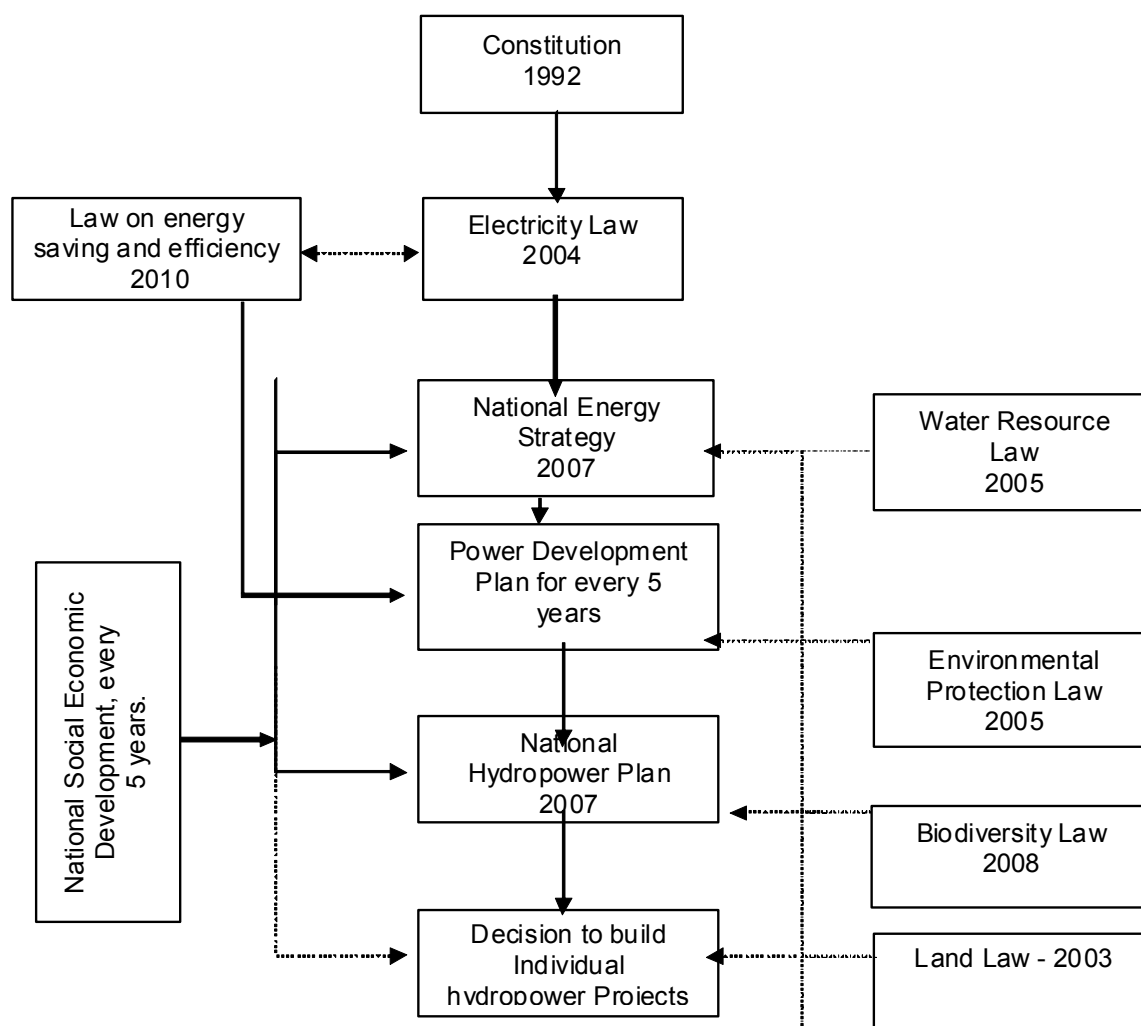 Constitution
1992
Law on energy
saving and efficiency
2010
Electricity Law
2004
National Energy
Strategy
2007
Water Resource
Law
2005
Power Development
Plan for every 5
years
National Social Economic
Development, every
5 years.
Environmental
Protection Law
2005
National
Hydropower Plan
2007
Biodiversity Law
2008
Decision to build
Individual
hydropower Projects
Land Law - 2003